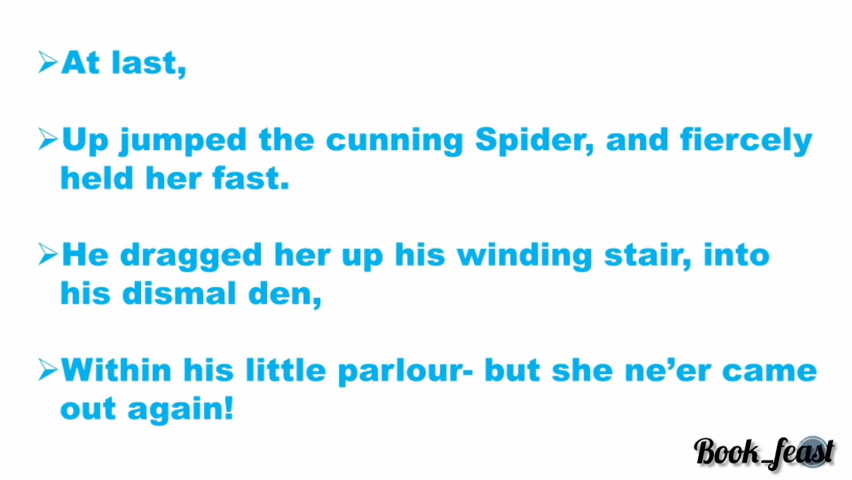 At last,
Up jumped the cunning Spider, and fiercely
held her fast.
He dragged her up his winding stair, into
his dismal den,
Within his little parlour- but she ne’er came
out again!
Book_feast